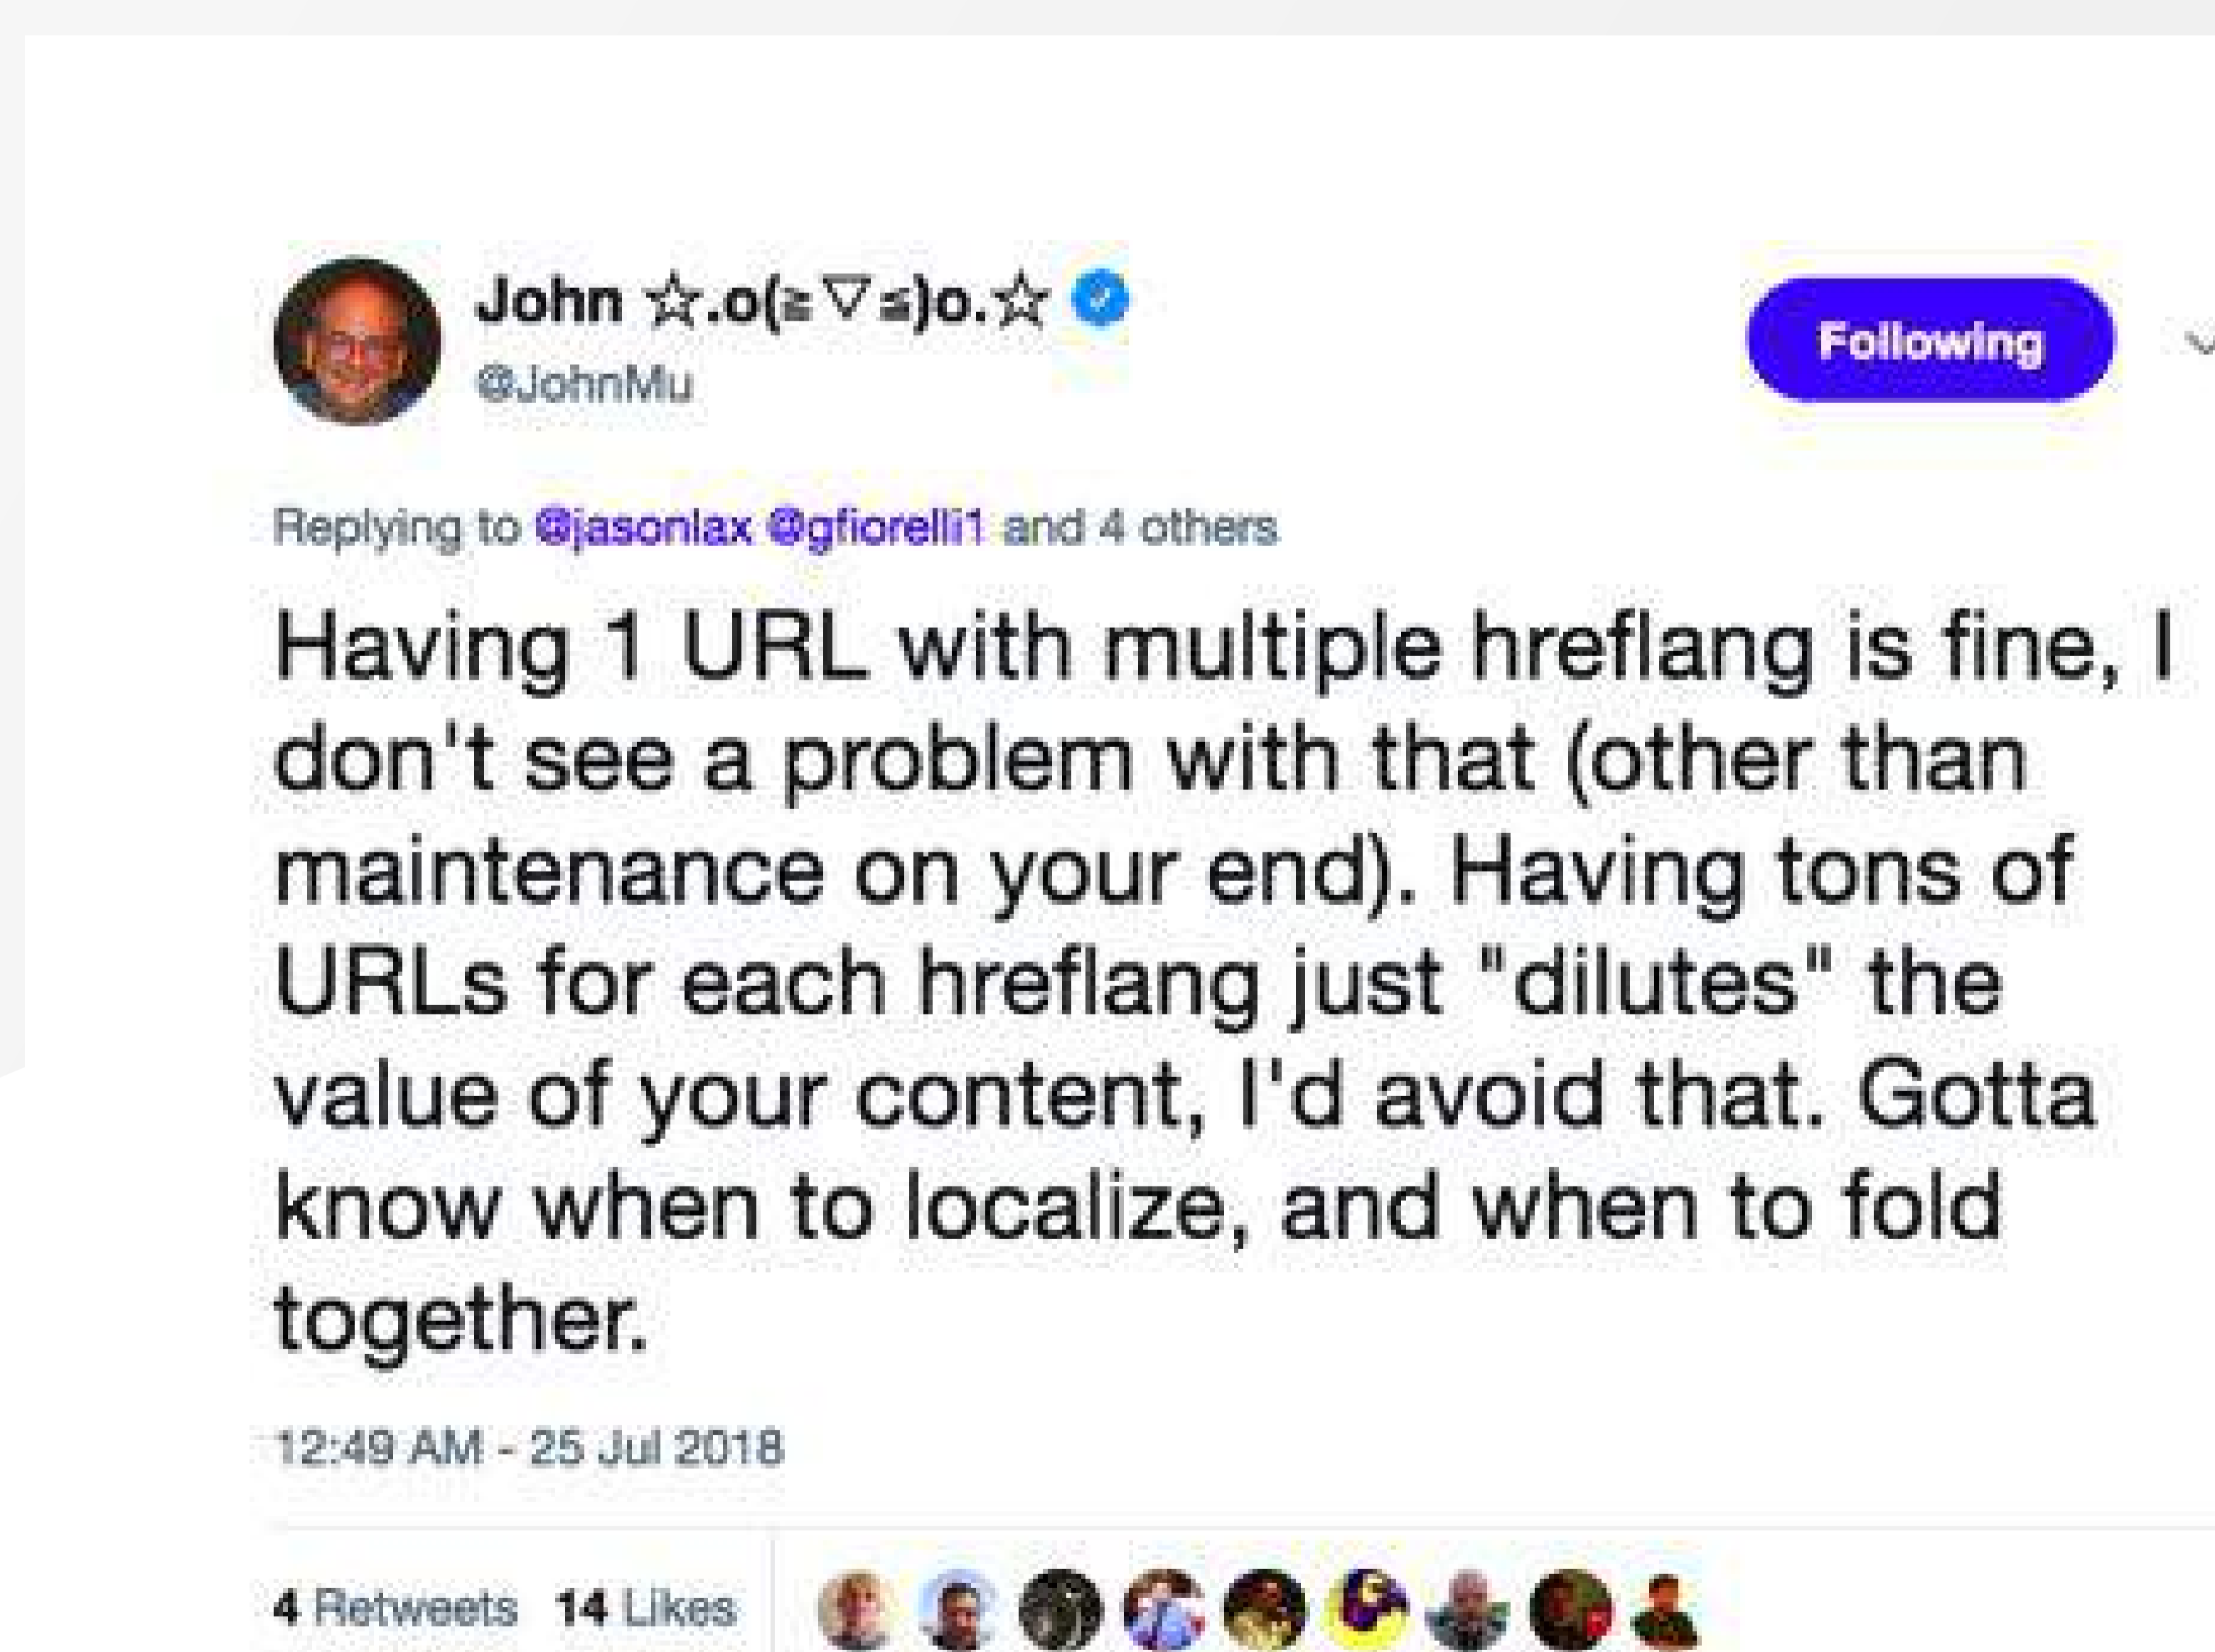 John ☆.o(≧▽≦)o.☆
@JohnMu
Following
Replying to @jasonlax @gfiorelli1 and 4 others
Having 1 URL with multiple hreflang is fine, I
don't see a problem with that (other than
maintenance on your end). Having tons of
URLs for each hreflang just "dilutes" the
value of your content, I'd avoid that. Gotta
know when to localize, and when to fold
together.
12:49 AM - 25 Jul 2018
4 Retweets 14 Likes